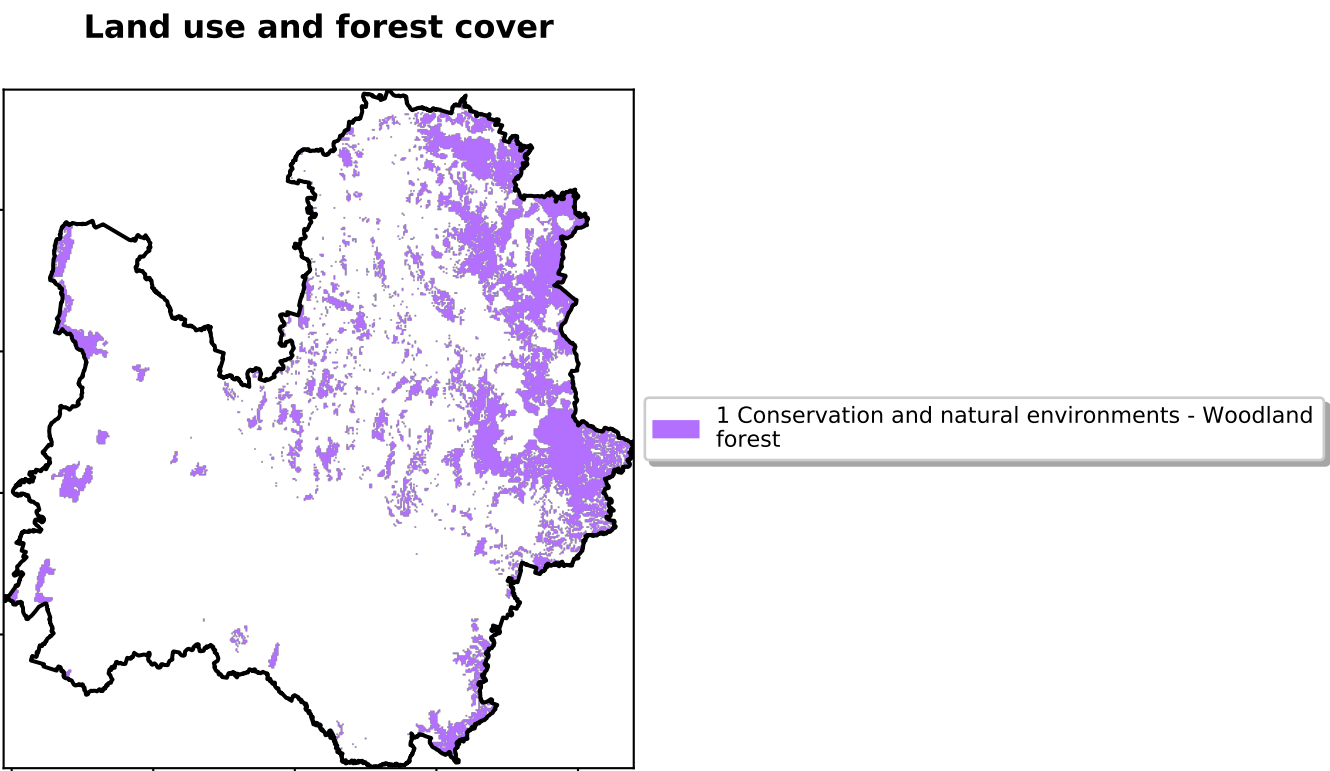 Land use and forest cover
1 Conservation and natural environments - Woodland
forest